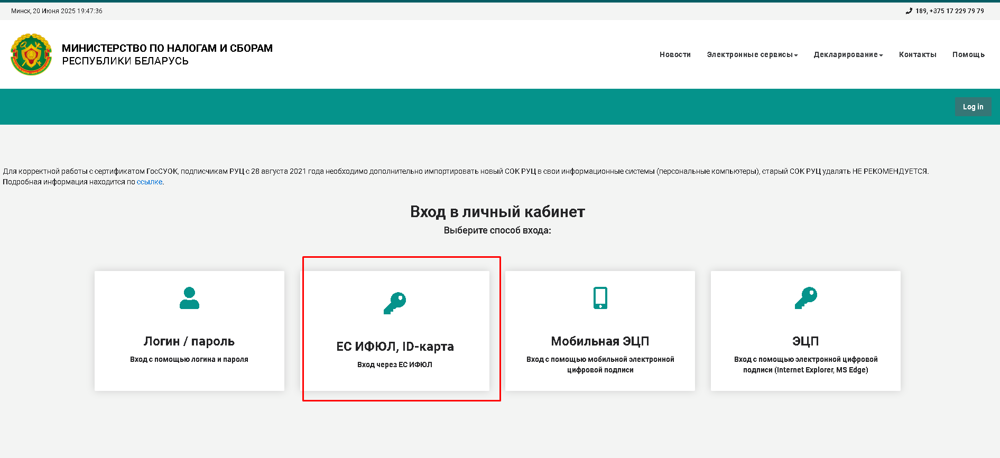 Минск, 20 Июня 2025 19:47:36
189, +375 17 229 79 79
МИНИСТЕРСТВО ПО НАЛОГАМ И СБОРАМ
РЕСПУБЛИКИ БЕЛАРУСЬ
Новости
Электронные сервисы
Декларирование
Контакты
Помощь
Log in
Для корректной работы с сертификатом ГосСУОК, подписчикам РУЦ с 28 августа 2021 года необходимо дополнительно импортировать новый СОК РУЦ в свои информационные системы (персональные компьютеры), старый СОК РУЦ удалять НЕ РЕКОМЕНДУЕТСЯ.
Подробная информация находится по ссылке.
Вход в личный кабинет
Выберите способ входа:
Логин / пароль
Вход с помощью логина и пароля
ЕС ИФЮЛ, ID-карта
Вход через ЕС ИФЮЛ
Мобильная ЭЦП
Вход с помощью мобильной электронной
цифровой подписи
ЭЦП
Вход с помощью электронной цифровой
подписи (Internet Explorer, MS Edge)